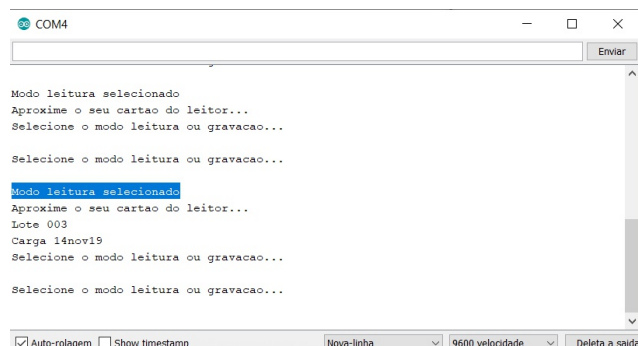 COM4
Enviar
Modo leitura selecionado
Aproxime o seu cartao do leitor...
Selecione o modo leitura ou gravacao...
Selecione o modo leitura ou gravacao...
Modo leitura selecionado
Aproxime o seu cartao do leitor...
Lote 003
Carga 14nov19
Selecione o modo leitura ou gravacao...
Selecione o modo leitura ou gravacao...
Auto-rolagem Show timestamp Nova-linha 9600 velocidade Deleta a saida